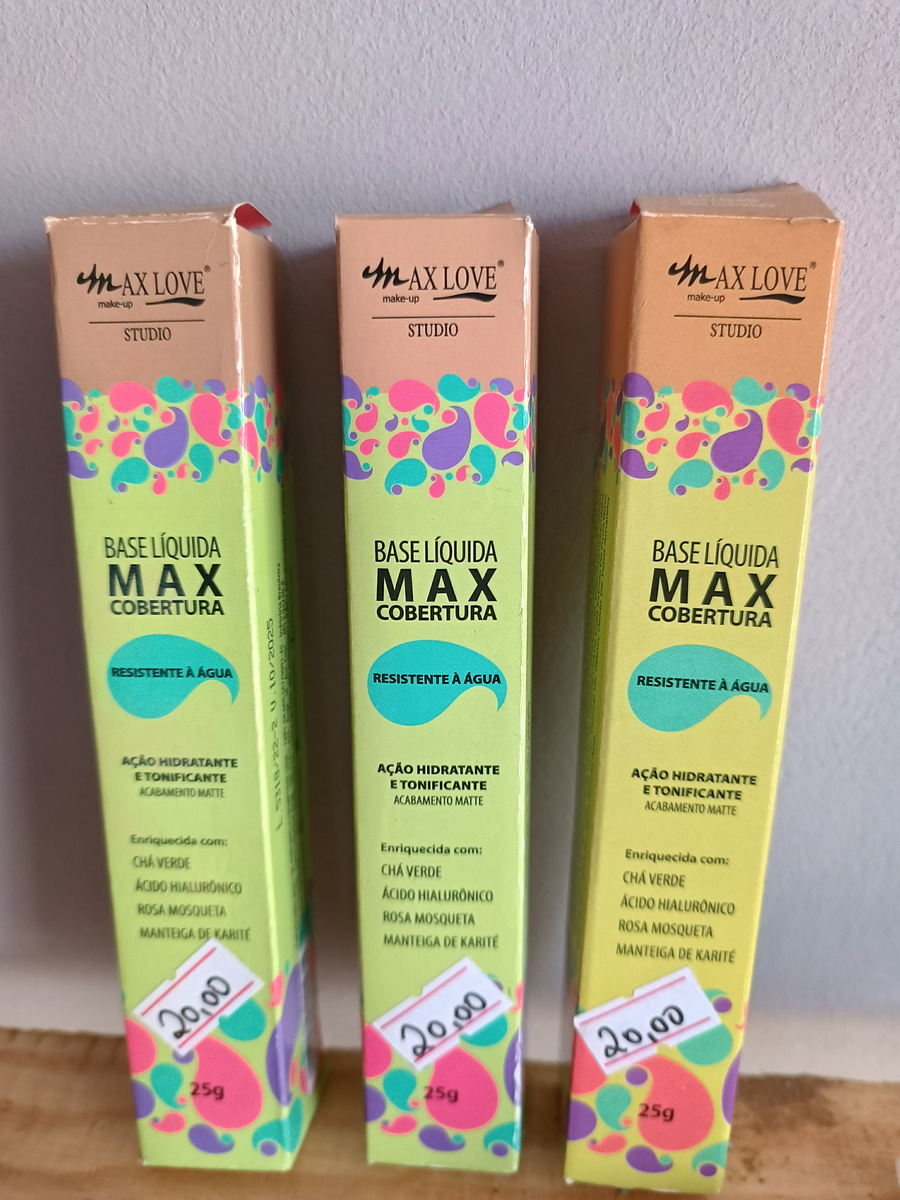 MAX LOVE®
make-up
STUDIO
BASE LÍQUIDA
MAX
COBERTURA
RESISTENTE À ÁGUA
AÇÃO HIDRATANTE
E TONIFICANTE
ACABAMENTO MATTE
Enriquecida com:
CHÁ VERDE
ÁCIDO HIALURÔNICO
ROSA MOSQUETA
MANTEIGA DE KARITÉ
20,00
25g
10/2025
MAX LOVE®
make-up
STUDIO
BASE LÍQUIDA
MAX
COBERTURA
RESISTENTE À ÁGUA
AÇÃO HIDRATANTE
E TONIFICANTE
ACABAMENTO MATTE
Enriquecida com:
CHÁ VERDE
ÁCIDO HIALURÔNICO
ROSA MOSQUETA
MANTEIGA DE KARITÉ
20,00
25g
MAX LOVE®
make-up
STUDIO
BASE LÍQUIDA
MAX
COBERTURA
RESISTENTE À ÁGUA
AÇÃO HIDRATANTE
E TONIFICANTE
ACABAMENTO MATTE
Enriquecida com:
CHÁ VERDE
ÁCIDO HIALURÔNICO
ROSA MOSQUETA
MANTEIGA DE KARITÉ
20,00
25g